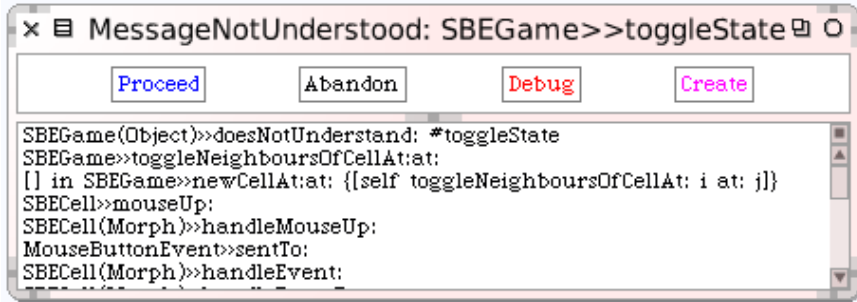 MessageNotUnderstood: SBEGame>>toggleState
Proceed Abandon Debug Create
SBEGame(Object)>>doesNotUnderstand: #toggleState
SBEGame>>toggleNeighboursOfCellAt:at:
[] in SBEGame>>newCellAt:at: {[self toggleNeighboursOfCellAt: i at: j]}
SBECell>>mouseUp:
SBECell(Morph)>>handleMouseUp:
MouseButtonEvent>>sentTo:
SBECell(Morph)>>handleEvent: